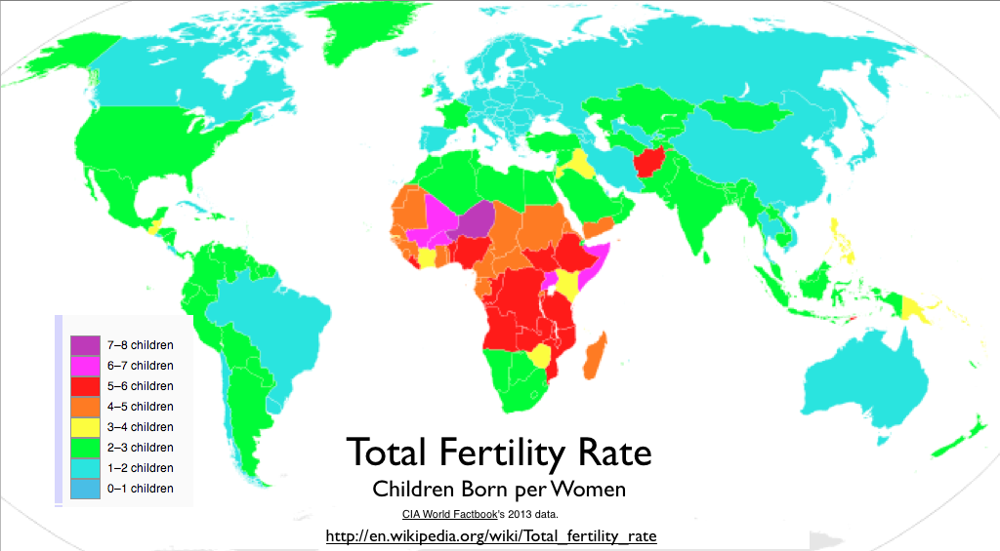 7–8 children
6–7 children
5–6 children
4–5 children
3–4 children
2–3 children
1–2 children
0–1 children
Total Fertility Rate
Children Born per Women
CIA World Factbook's 2013 data.
http://en.wikipedia.org/wiki/Total_fertility_rate